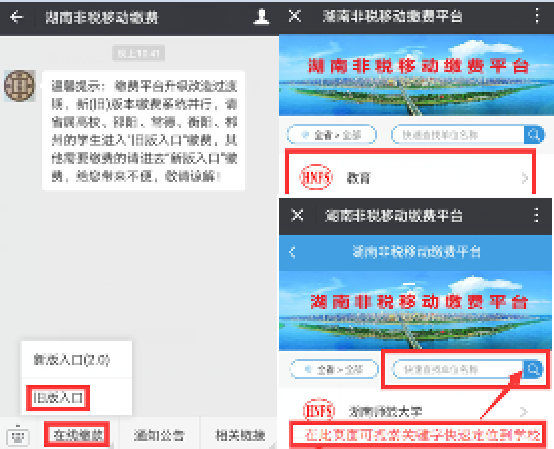 湖南非税移动缴费
晚上11:41
温馨提示：缴费平台升级改造过渡
期，新(旧)版本缴费系统并行，请
省属高校、邵阳、常德、衡阳、郴
州的学生进入"旧版入口"缴费，其
他需要缴费的请进去"新版入口"缴
费，给您带来不便，敬请谅解！
新版入口(2.0)
旧版入口
在线缴款
通知公告
相关链接
湖南非税移动缴费平台
湖南非税移动缴费平台
全省>全部
快速查找单位名称
HNFS
教育
湖南非税移动缴费平台
湖南非税移动缴费平台
湖南非税移动缴费平台
全省>全部
快速查找单位名称
HNFS
湖南师范大学
在此页面可搜索关键字快速定位到学校